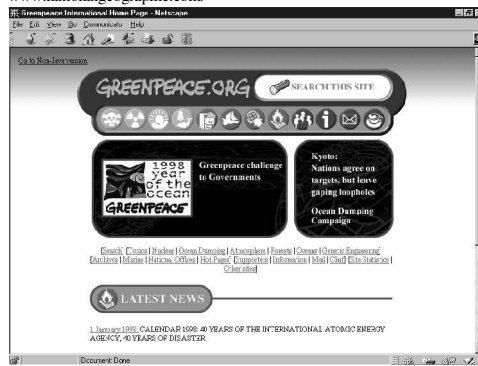 www.nationalgeographic.com/
Greenpeace International Home Page - Netscape
File Edit View Go Communicator Help
Go to Non-Java version
GREENPEACE.ORG
SEARCH THIS SITE
1998
year
of the
ocean
GREENPEACE
Greenpeace challenge
to Governments
Kyoto:
Nations agree on
targets, but leave
gaping loopholes
Ocean Dumping
Campaign
[Search] [Toxics | Nuclear | Ocean Dumping | Atmosphere | Forests | Oceans | Genetic Engineering]
[Archives | Marine | National Offices | Hot Pages] [Supporters | Information | Mail | Chat] [Site Statistics |
Other sites]
LATEST NEWS
1 January 1998: CALENDAR 1998: 40 YEARS OF THE INTERNATIONAL ATOMIC ENERGY
AGENCY, 40 YEARS OF DISASTER
Document: Done